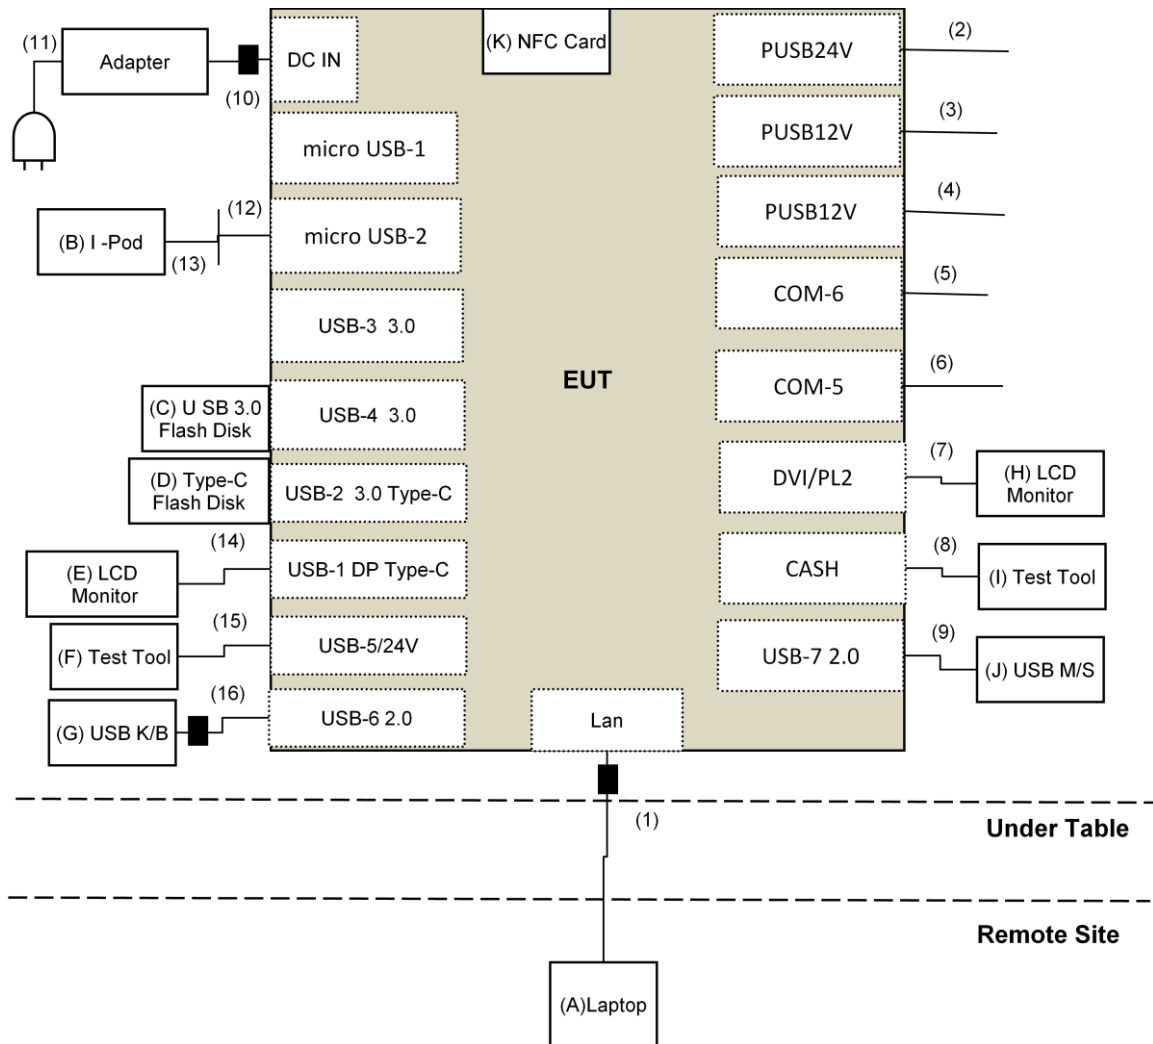 (11)
Adapter
(10)
DC IN
(K) NFC Card
PUSB24V
(2)
micro USB-1
PUSB12V
(3)
(B) I -Pod
(12)
(13)
micro USB-2
PUSB12V
(4)
USB-3 3.0
COM-6
(5)
EUT
(C) U SB 3.0
Flash Disk
USB-4 3.0
COM-5
(6)
(D) Type-C
Flash Disk
USB-2 3.0 Type-C
DVI/PL2
(7)
(H) LCD
Monitor
(14)
(E) LCD
Monitor
USB-1 DP Type-C
CASH
(8)
(I) Test Tool
(15)
(F) Test Tool
USB-5/24V
USB-7 2.0
(9)
(J) USB M/S
(16)
(G) USB K/B
USB-6 2.0
Lan
(1)
Under Table
Remote Site
(A)Laptop